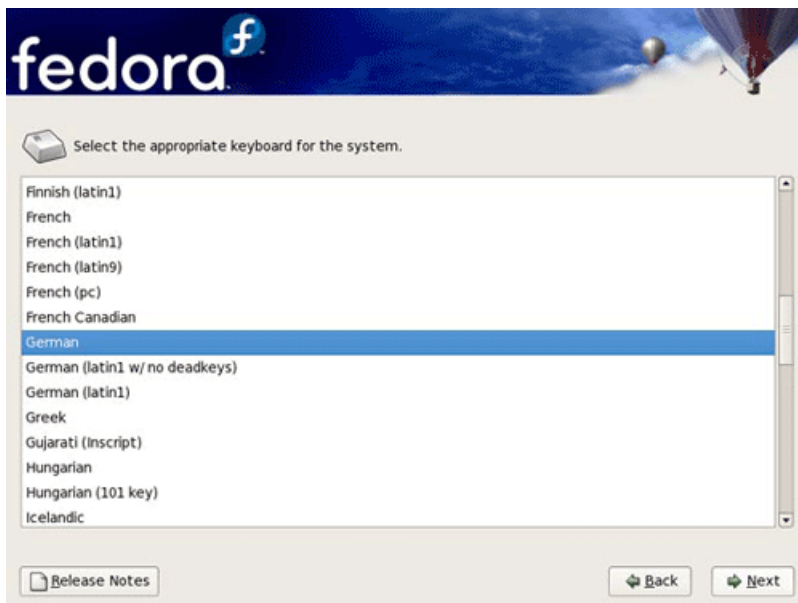 fedora
Select the appropriate keyboard for the system.
Finnish (latin1)
French
French (latin1)
French (latin9)
French (pc)
French Canadian
German
German (latin1 w/ no deadkeys)
German (latin1)
Greek
Gujarati (Inscript)
Hungarian
Hungarian (101 key)
Icelandic
Release Notes
Back
Next